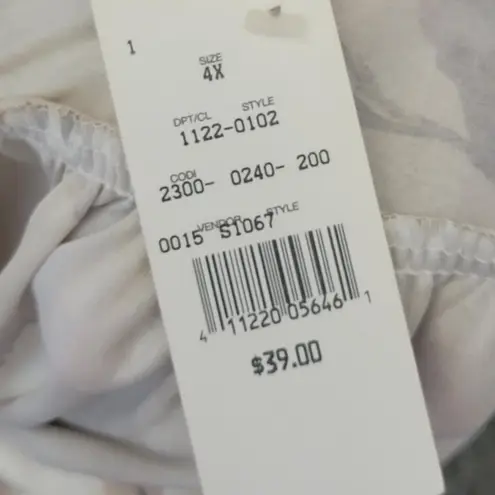 1
SIZE
4X
DPT/CL STYLE
1122-0102
CODI
2300- 0240- 200
VENDOR STYLE
0015 S1067
4 11220 05646 1
$39.00